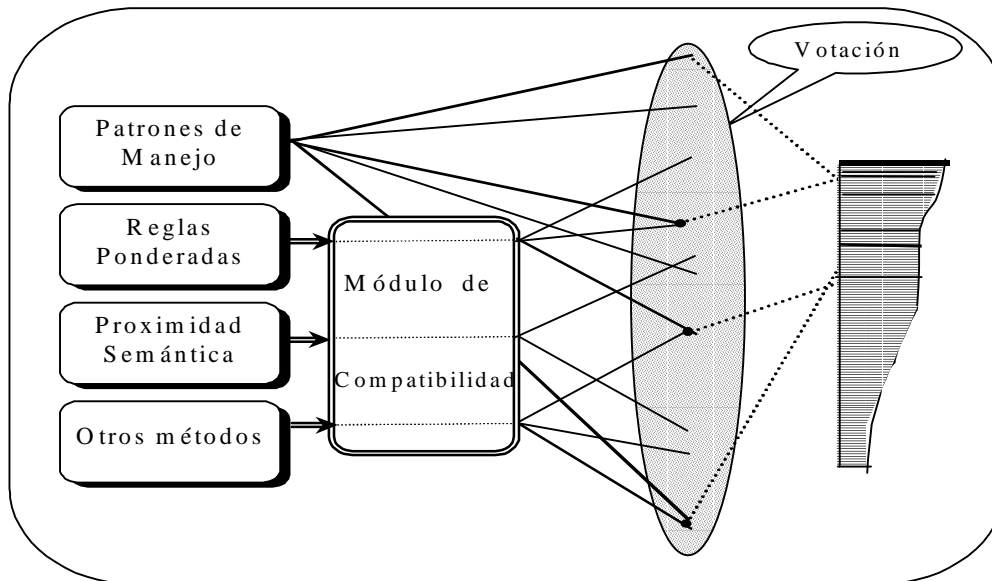 Votación
Patrones de
Manejo
Reglas
Ponderadas
Módulo de
Proximidad
Semántica
Compatibilidad
Otros métodos